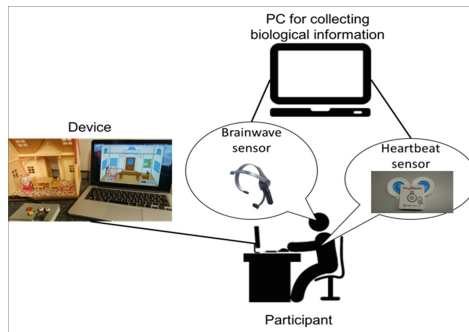 PC for collecting
biological information
Device
Brainwave
sensor
Heartbeat
sensor
Participant